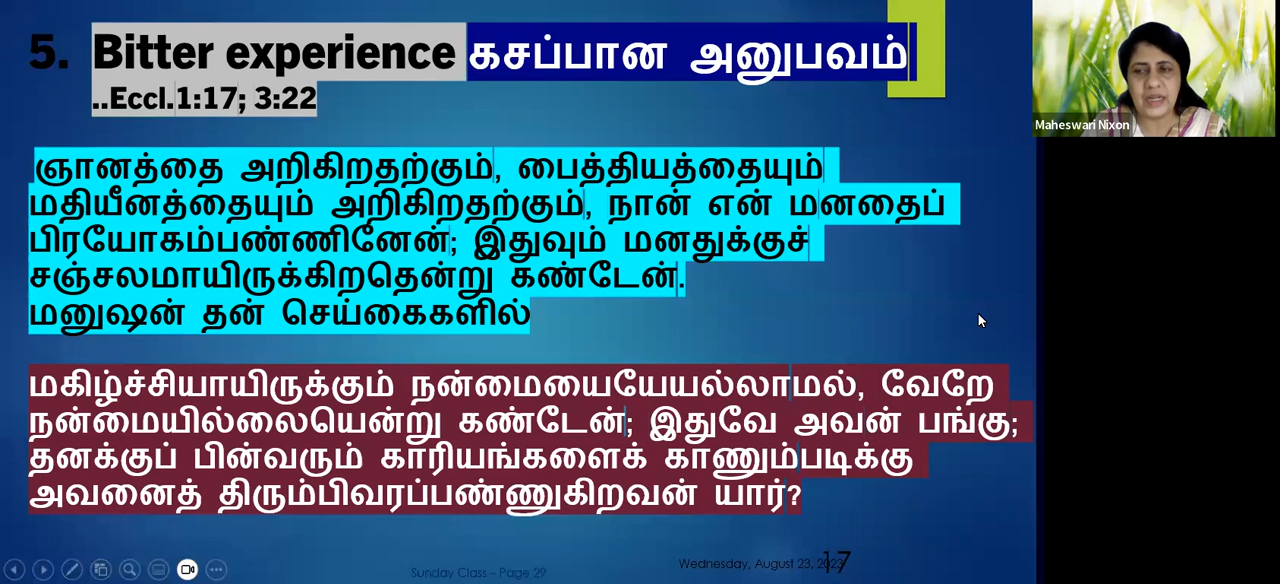 5. Bitter experience கசப்பான அனுபவம்
..Eccl.1:17; 3:22
ஞானத்தை அறிகிறதற்கும், பைத்தியத்தையும்
மதியீனத்தையும் அறிகிறதற்கும், நான் என் மனதைப்
பிரயோகம்பண்ணினேன்; இதுவும் மனதுக்குச்
சஞ்சலமாயிருக்கிறதென்று கண்டேன்.
மனுஷன் தன் செய்கைகளில்
மகிழ்ச்சியாயிருக்கும் நன்மையையேயல்லாமல், வேறே
நன்மையில்லையென்று கண்டேன்; இதுவே அவன் பங்கு;
தனக்குப் பின்வரும் காரியங்களைக் காணும்படிக்கு
அவனைத் திரும்பிவரப்பண்ணுகிறவன் யார்?
Maheswari Nixon
Sunday Class – Page 29
Wednesday, August 23, 2023
17